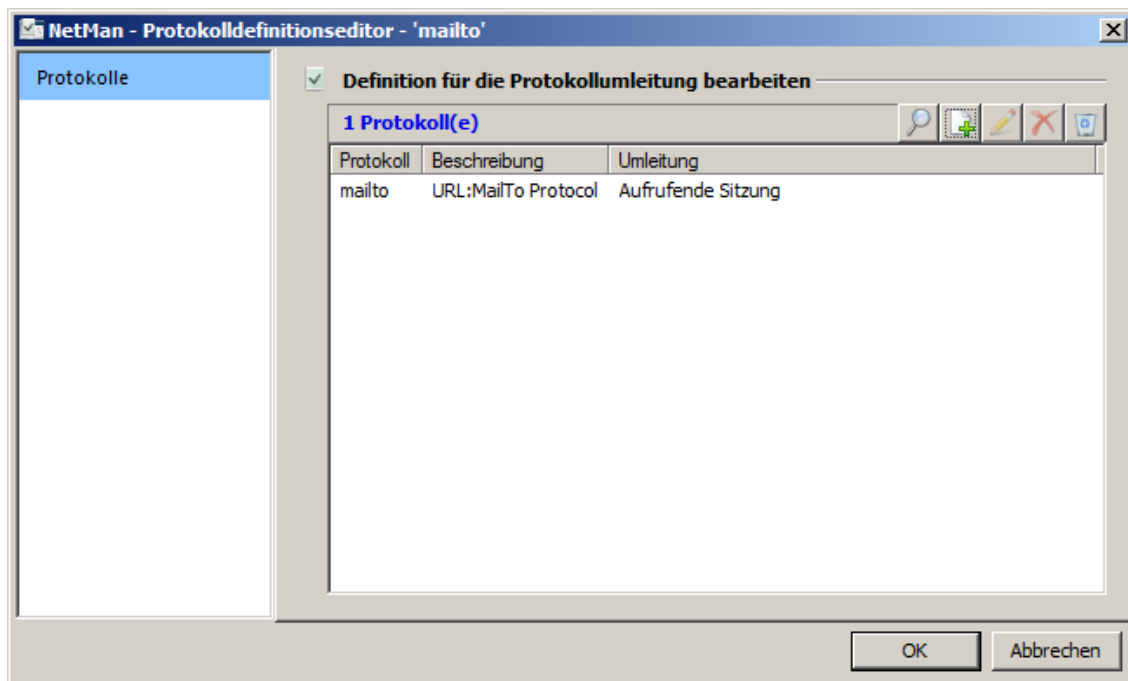 NetMan - Protokolldefinitionseditor - 'mailto'
Protokolle
Definition für die Protokollumleitung bearbeiten
1 Protokoll(e)
Protokoll Beschreibung Umleitung
mailto URL:MailTo Protocol Aufrufende Sitzung
OK Abbrechen